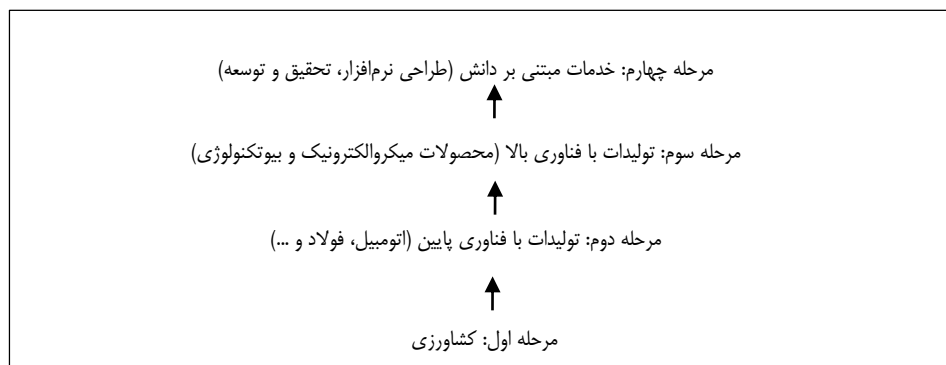 مرحله چهارم: خدمات مبتنی بر دانش (طراحی نرم‌افزار، تحقیق و توسعه)
مرحله سوم: تولیدات با فناوری بالا (محصولات میکروالکترونیک و بیوتکنولوژی)
مرحله دوم: تولیدات با فناوری پایین (اتومبیل، فولاد و ...)
مرحله اول: کشاورزی